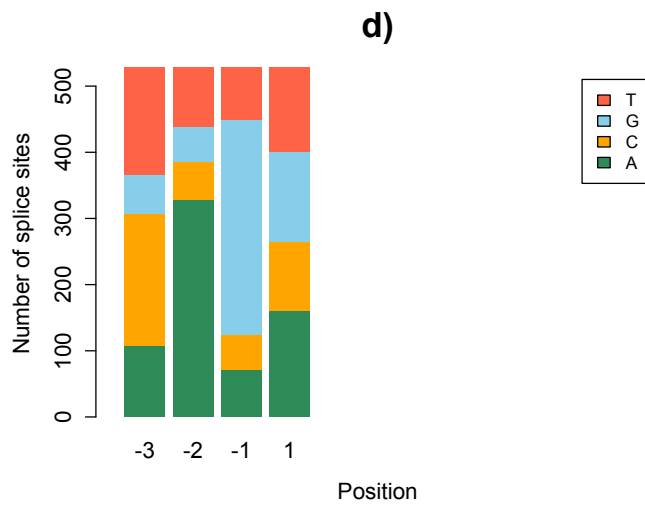 d)
Number of splice sites
500
400
300
200
100
0
T
G
C
A
-3 -2 -1 1
Position